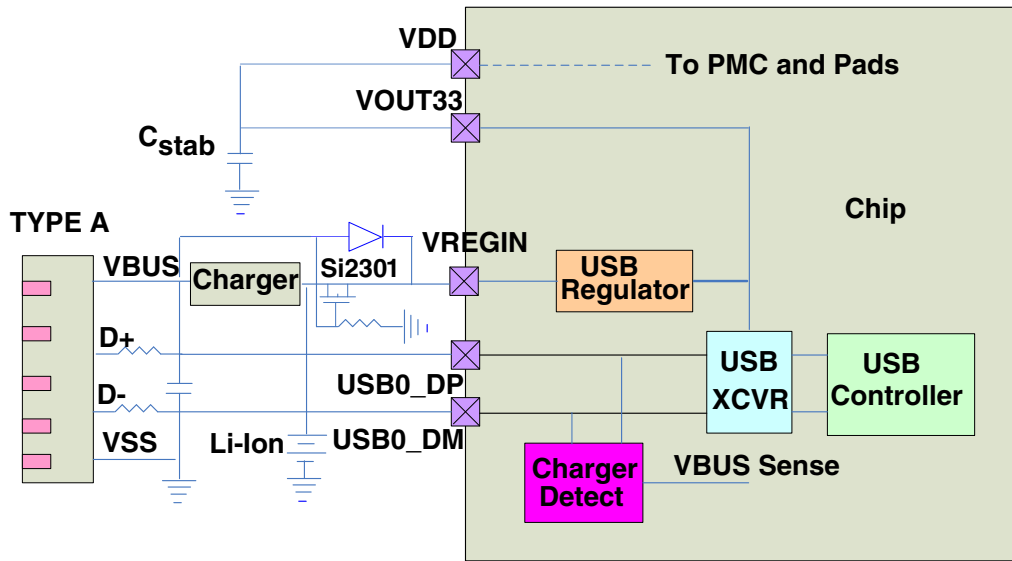 VDD
To PMC and Pads
VOUT33
Cstab
Chip
TYPE A
VREGIN
VBUS
Charger
Si2301
USB
Regulator
D+
USB
XCVR
USB
Controller
D-
USB0_DP
VSS
Li-Ion
USB0_DM
Charger
Detect
VBUS Sense